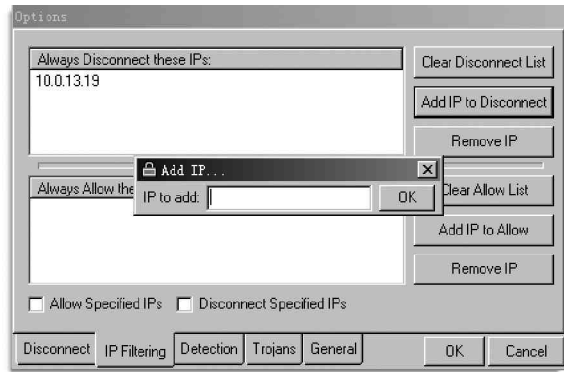 Options
Always Disconnect these IPs:
10.0.13.19
Clear Disconnect List
Add IP to Disconnect
Remove IP
Add IP...
IP to add:
OK
Always Allow the
Clear Allow List
Add IP to Allow
Remove IP
Allow Specified IPs
Disconnect Specified IPs
Disconnect
IP Filtering
Detection
Trojans
General
OK
Cancel